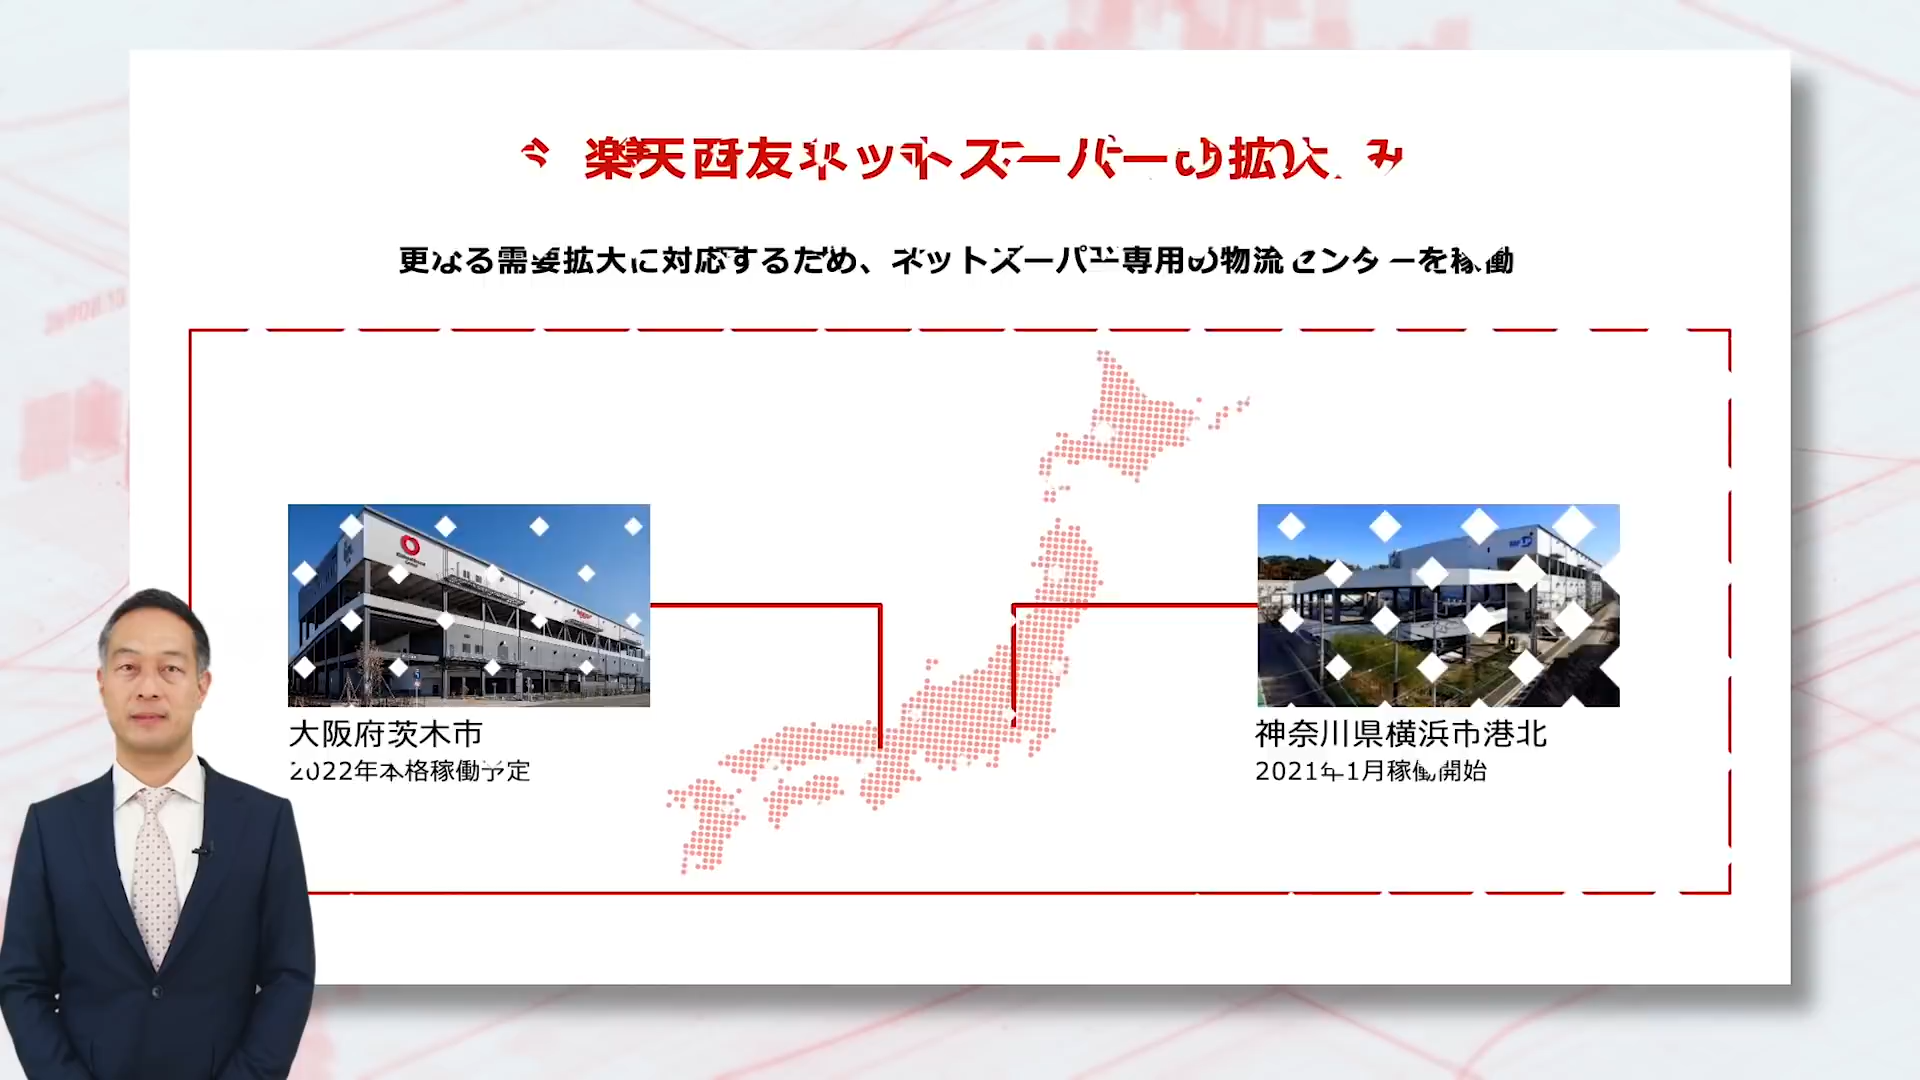 楽天西友ネットスーパーの拡大
更なる需要拡大に対応するため、ネットスーパー専用の物流センターを稼働
大阪府茨木市
2022年本格稼働予定
神奈川県横浜市港北
2021年1月稼働開始